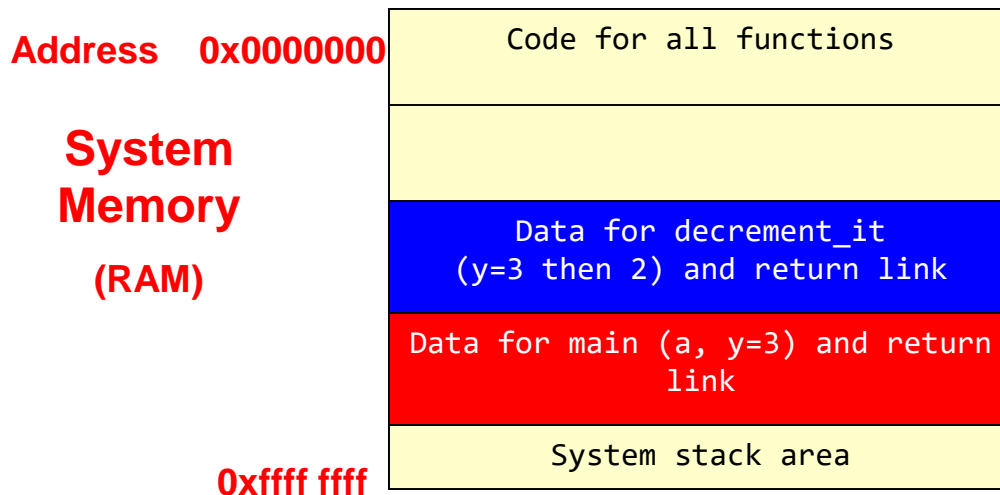 Address 0x0000000
Code for all functions
System
Memory
(RAM)
Data for decrement_it
(y=3 then 2) and return link
Data for main (a, y=3) and return
link
System stack area
0xffff ffff